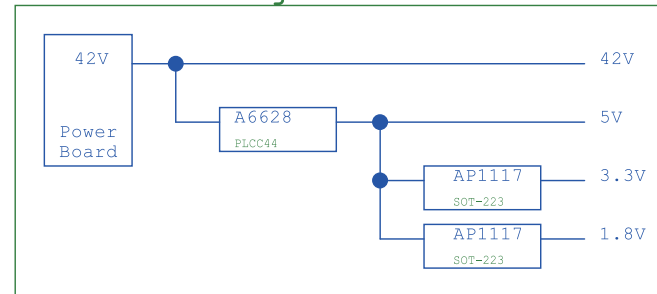 42V
42V
A6628
5V
PLCC44
Power
Board
AP1117
3.3V
SOT-223
AP1117
1.8V
SOT-223